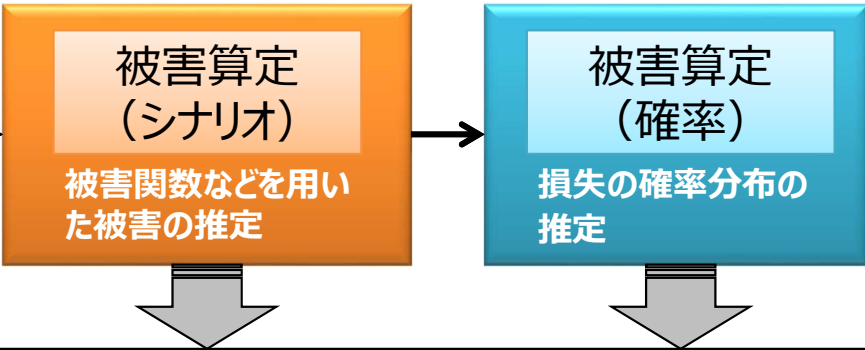 被害算定
(シナリオ)
被害関数などを用い
た被害の推定
被害算定
(確率)
損失の確率分布の
推定